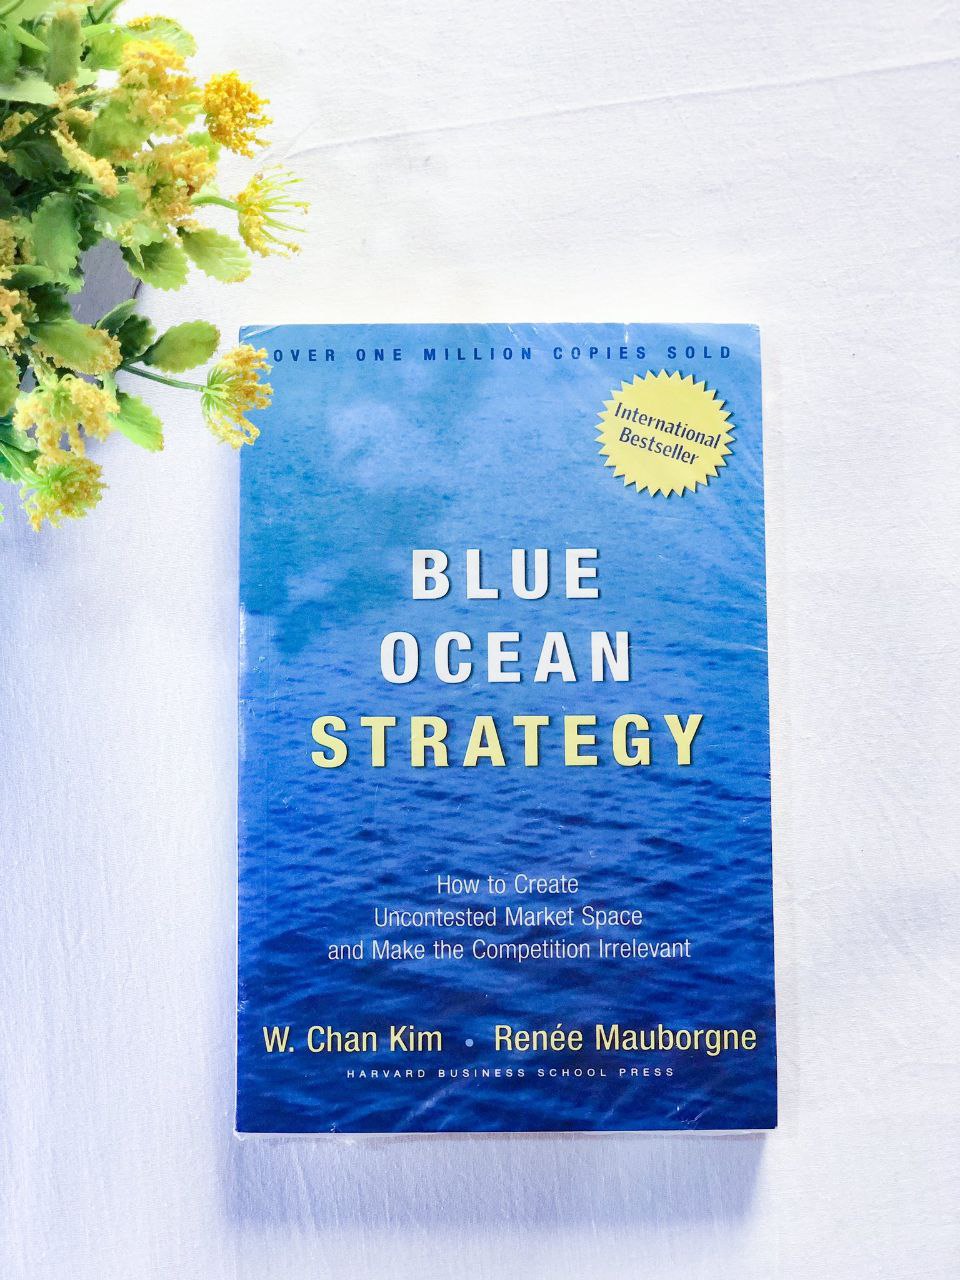 OVER ONE MILLION COPIES SOLD
International
Bestseller
BLUE
OCEAN
STRATEGY
How to Create
Uncontested Market Space
and Make the Competition Irrelevant
W. Chan Kim • Renée Mauborgne
HARVARD BUSINESS SCHOOL PRESS